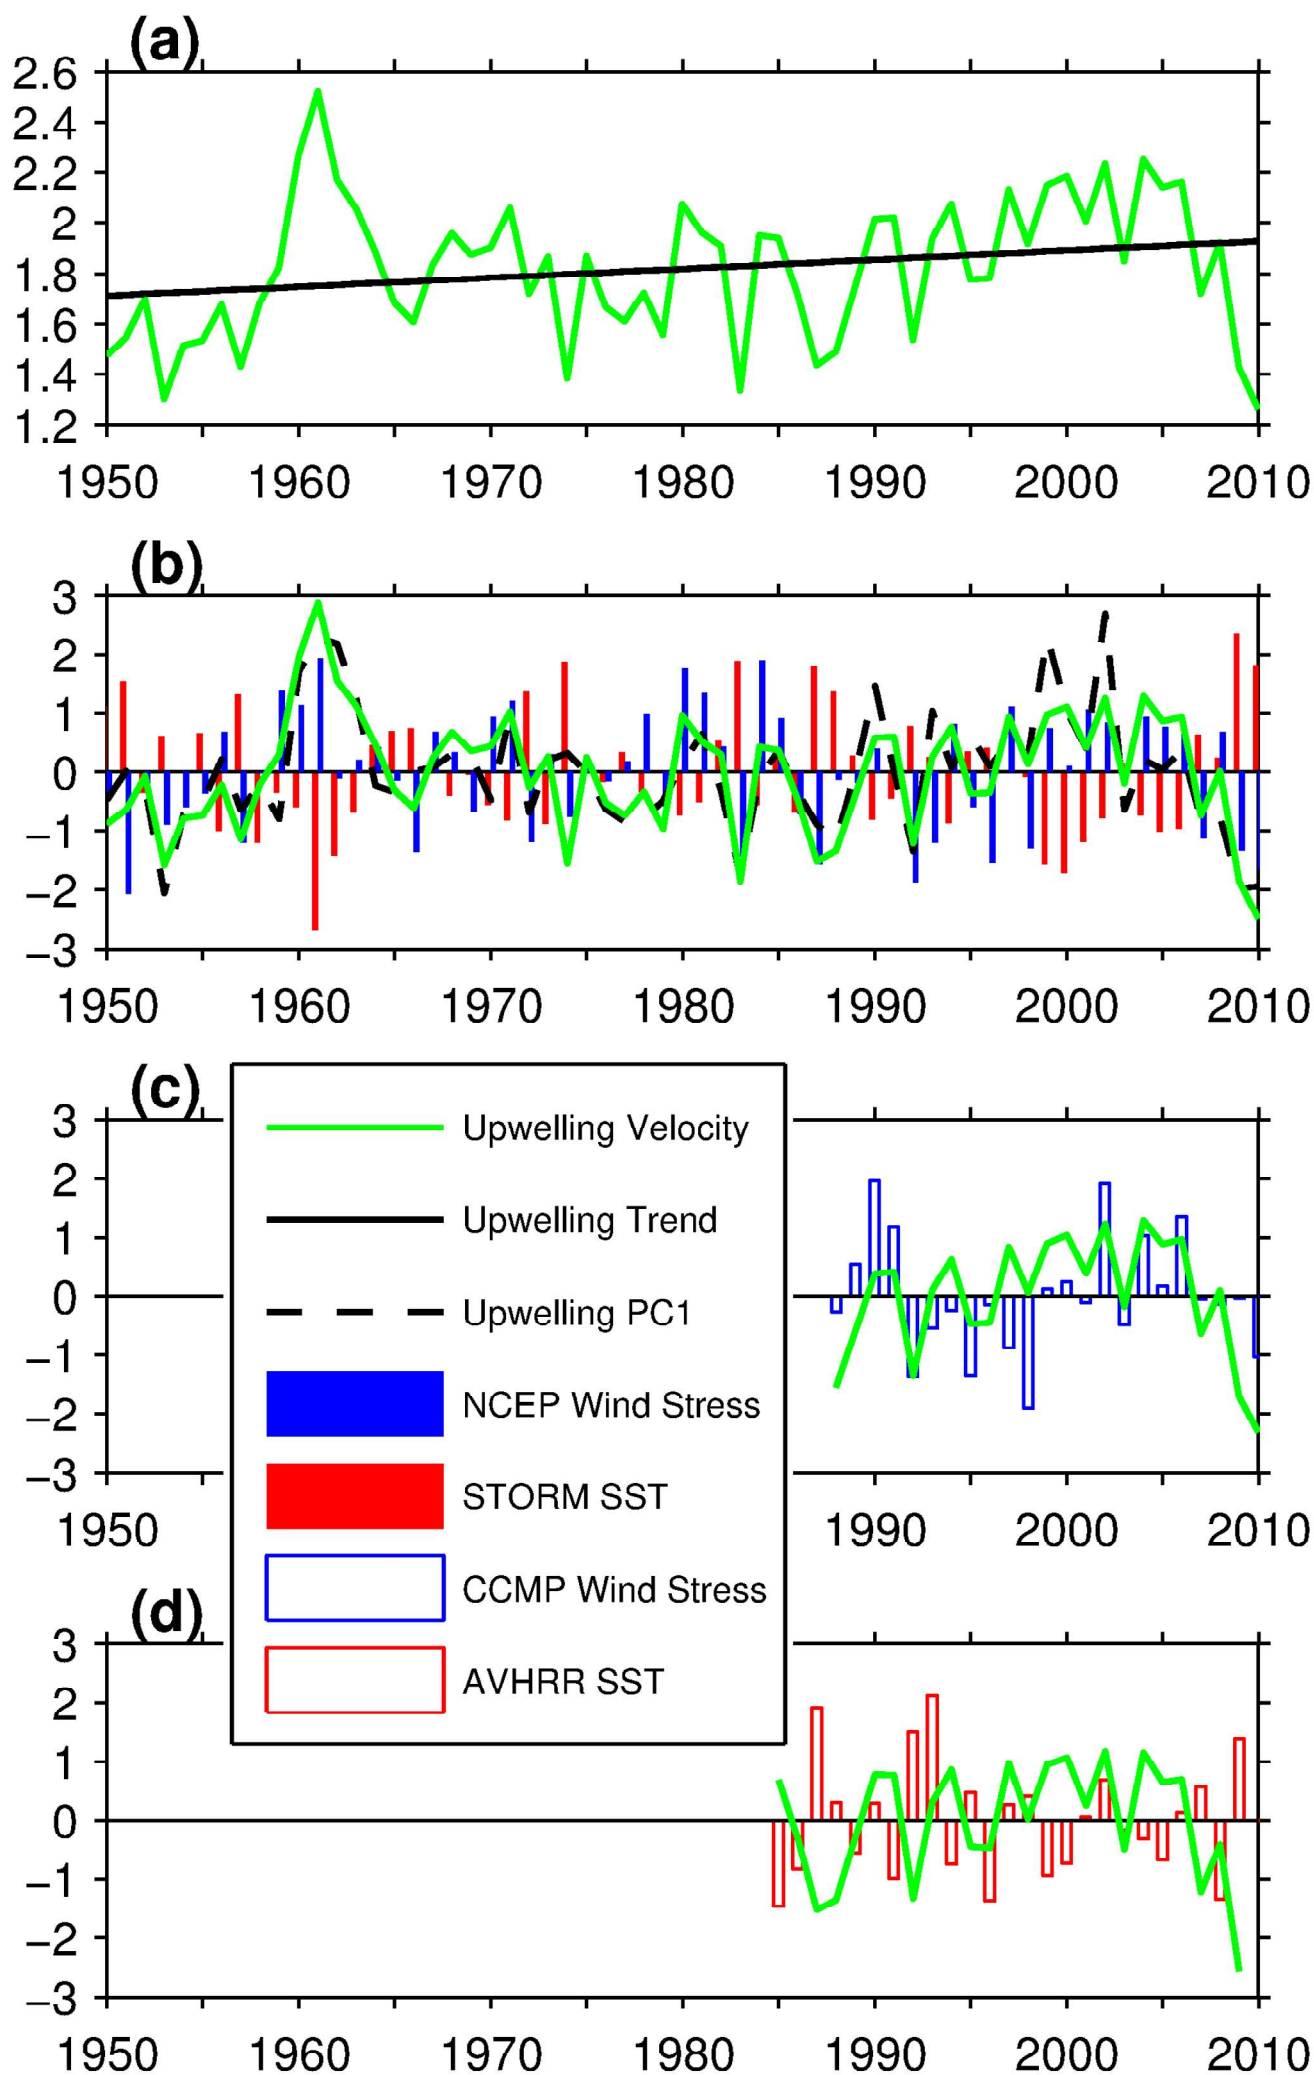 (a)
2.6
2.4
2.2
2
1.8
1.6
1.4
1.2
1950 1960 1970 1980 1990 2000 2010
(b)
3
2
1
0
−1
−2
−3
1950 1960 1970 1980 1990 2000 2010
(c)
3
2
1
0
−1
−2
−3
1950 1990 2000 2010
Upwelling Velocity
Upwelling Trend
Upwelling PC1
NCEP Wind Stress
STORM SST
CCMP Wind Stress
AVHRR SST
(d)
3
2
1
0
−1
−2
−3
1950 1960 1970 1980 1990 2000 2010